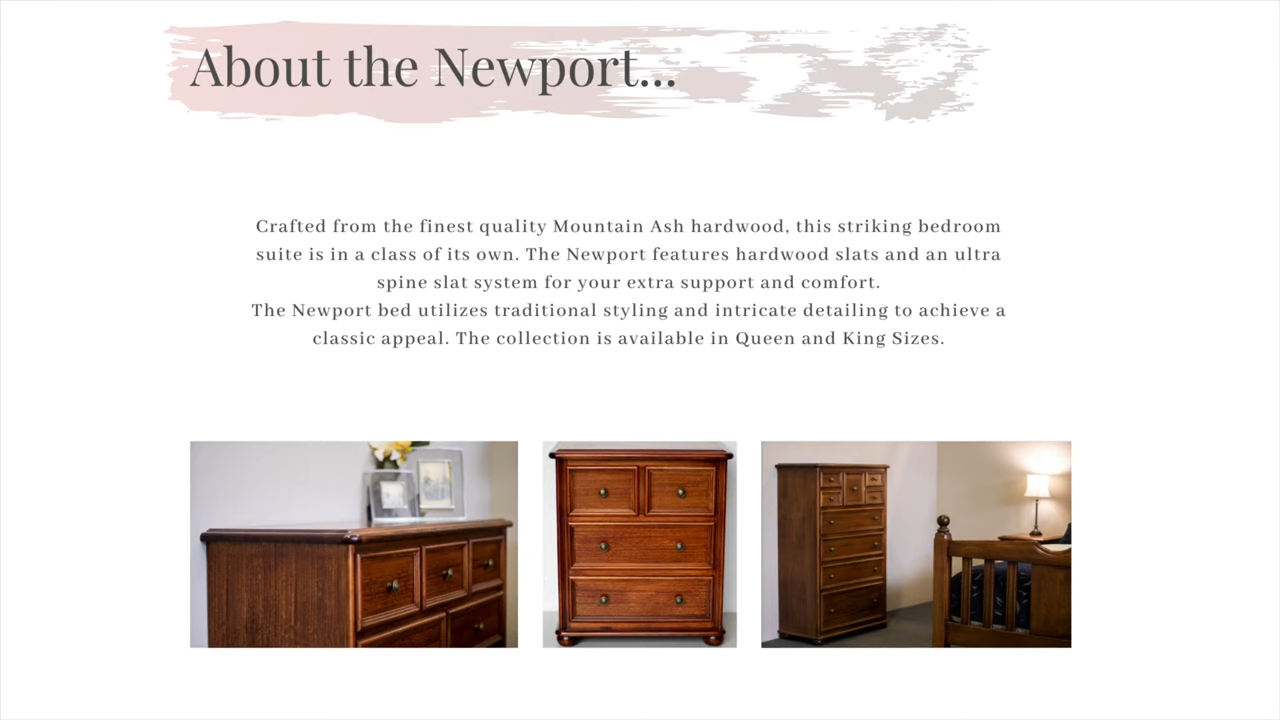 About the Newport...
Crafted from the finest quality Mountain Ash hardwood, this striking bedroom
suite is in a class of its own. The Newport features hardwood slats and an ultra
spine slat system for your extra support and comfort.
The Newport bed utilizes traditional styling and intricate detailing to achieve a
classic appeal. The collection is available in Queen and King Sizes.